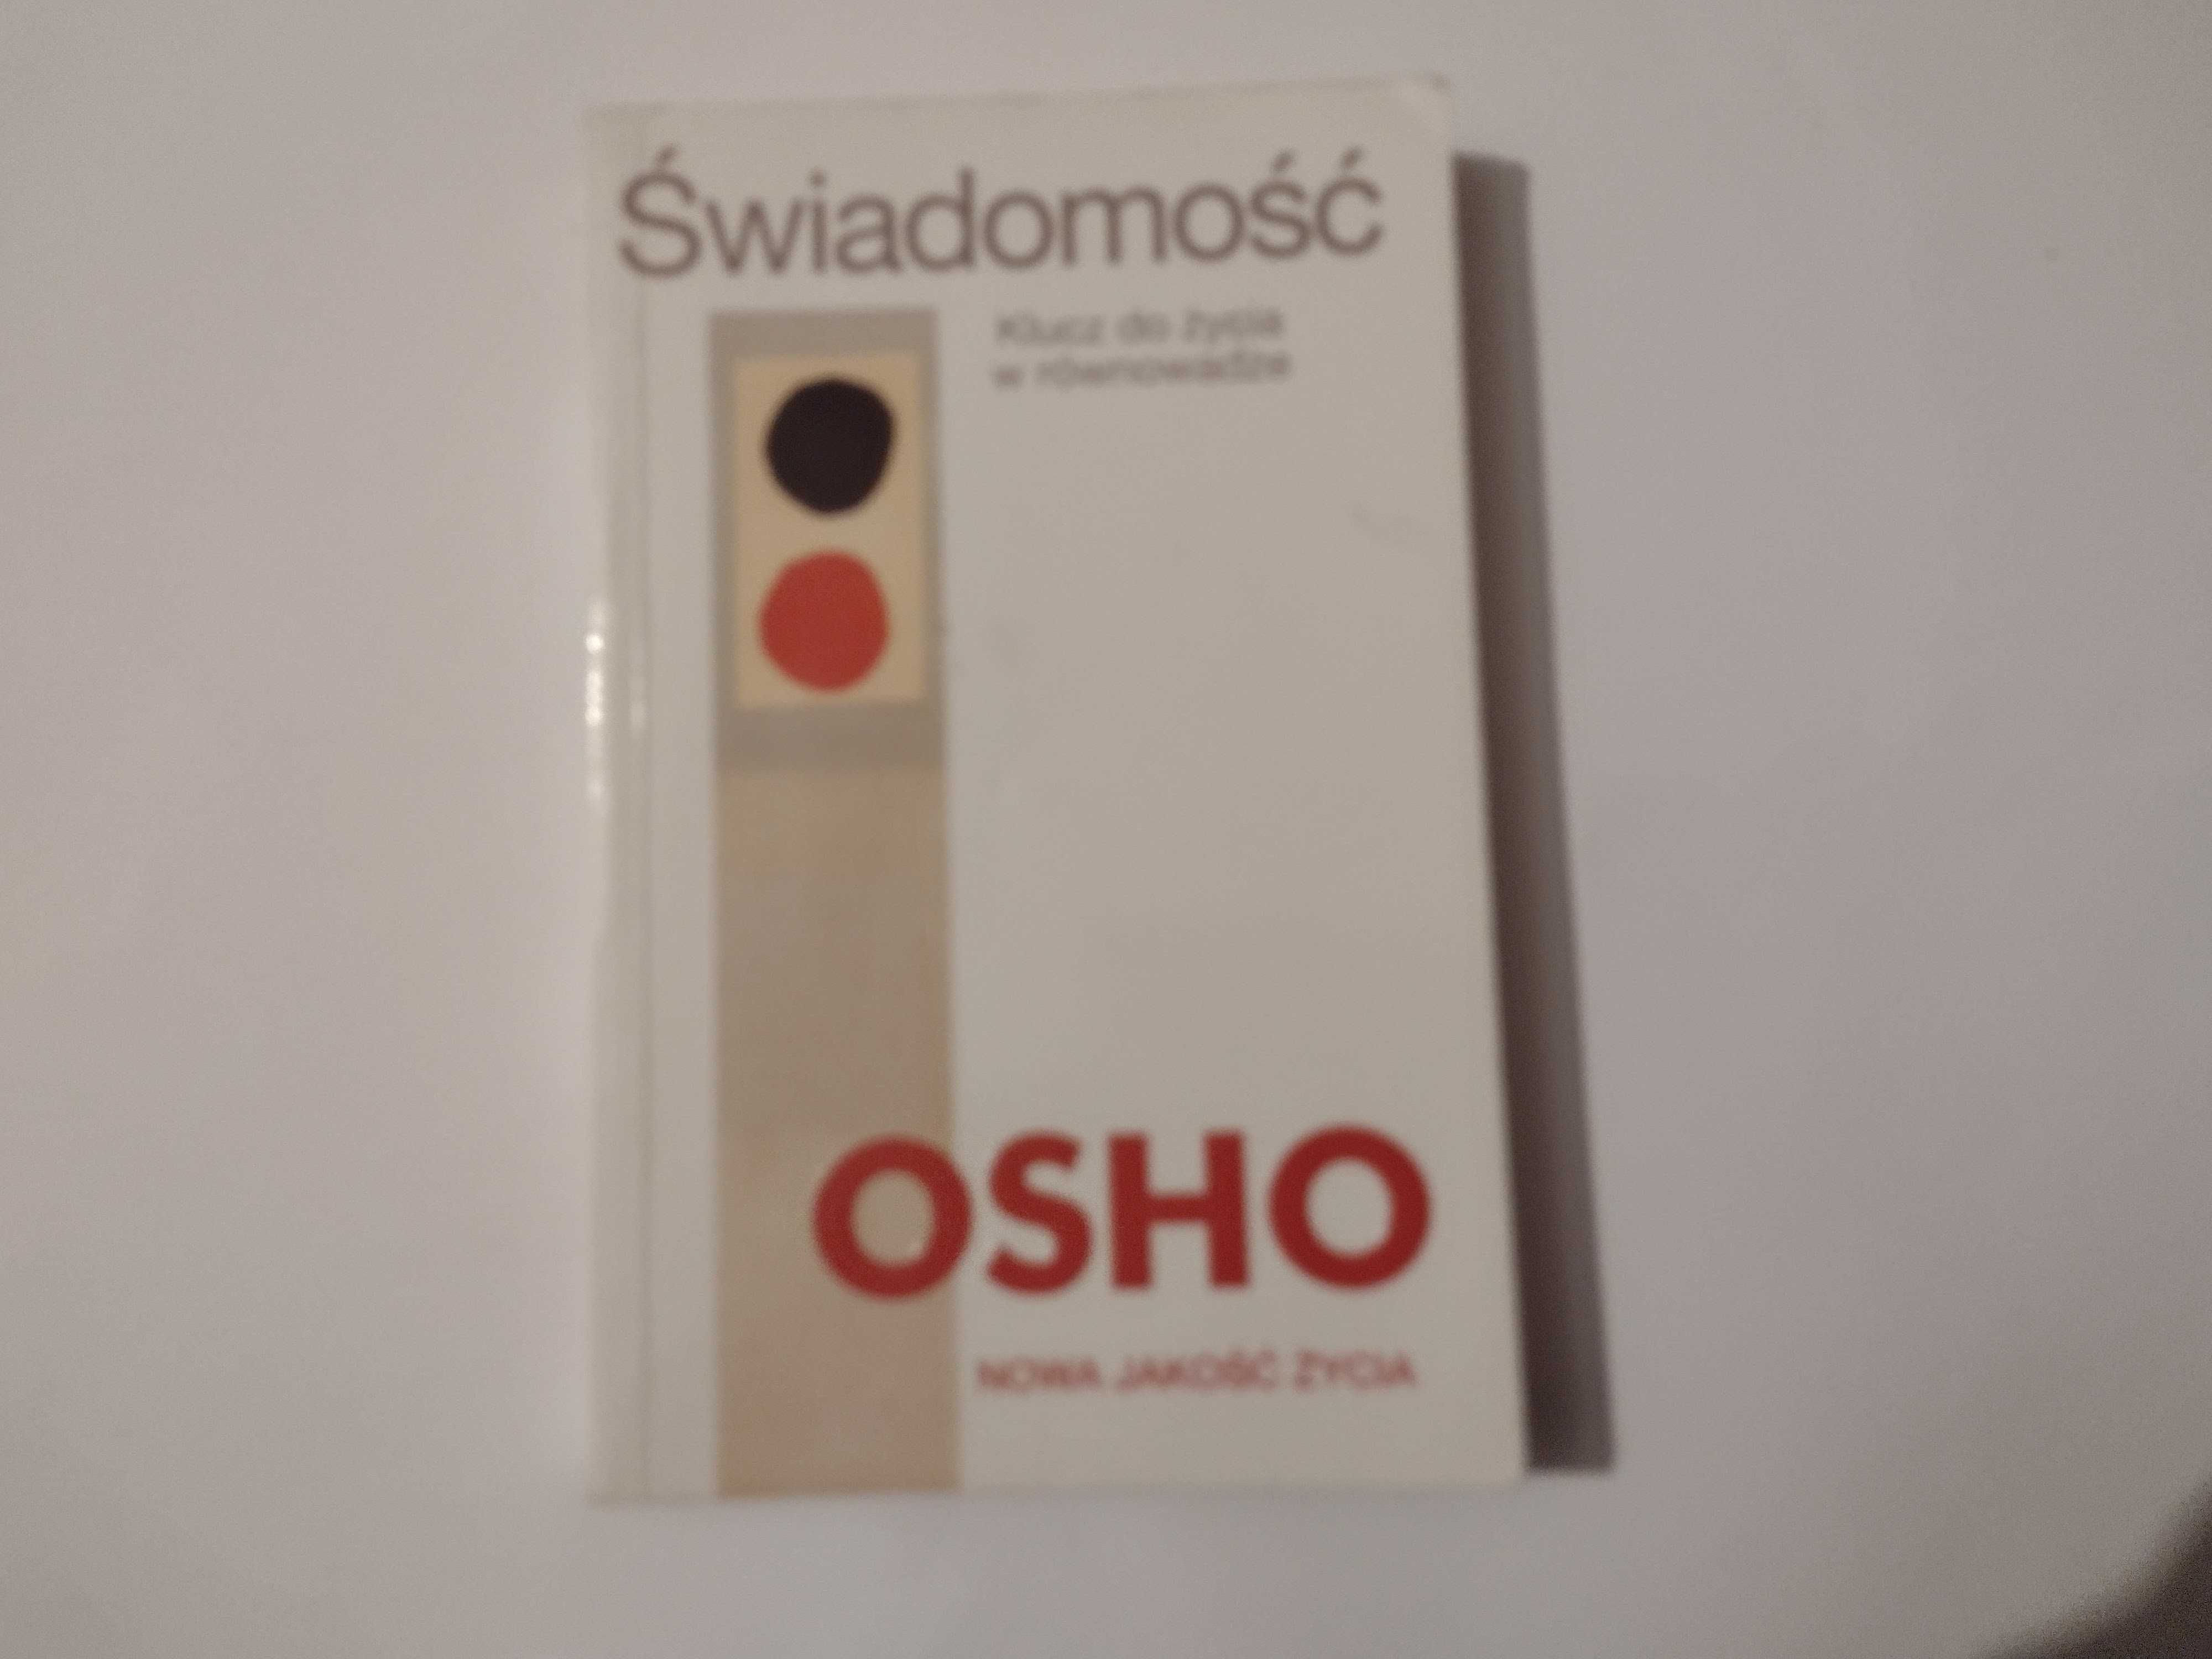 Świadomość
Klucz do życia
w równowadze
OSHO
NOWA JAKOŚĆ ŻYCIA